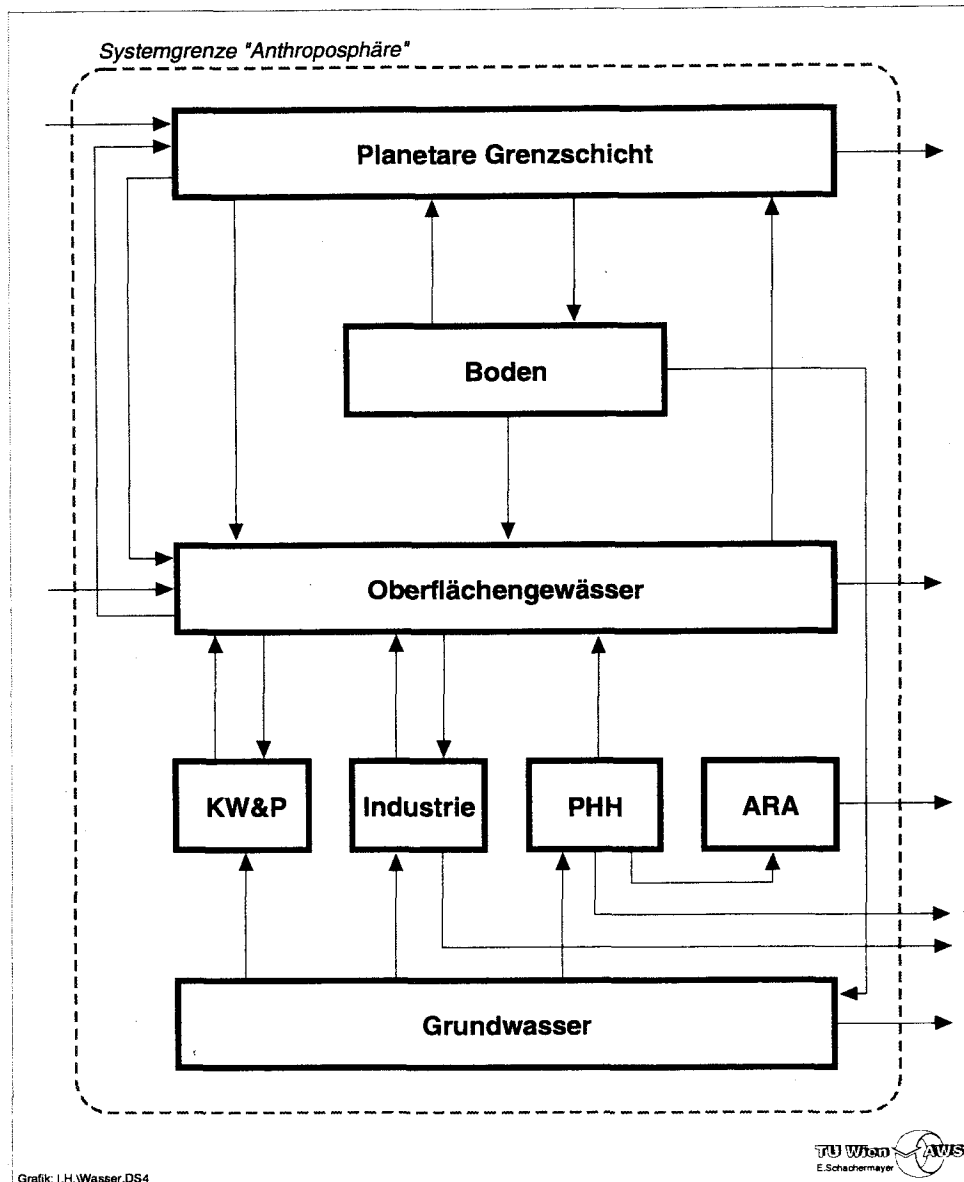 Systemgrenze "Anthroposphäre"
Planetare Grenzschicht
Boden
Oberflächengewässer
KW&P
Industrie
PHH
ARA
Grundwasser
TU Wien AWS
E.Schachermayer
Grafik: I.H.\Wasser.DS4